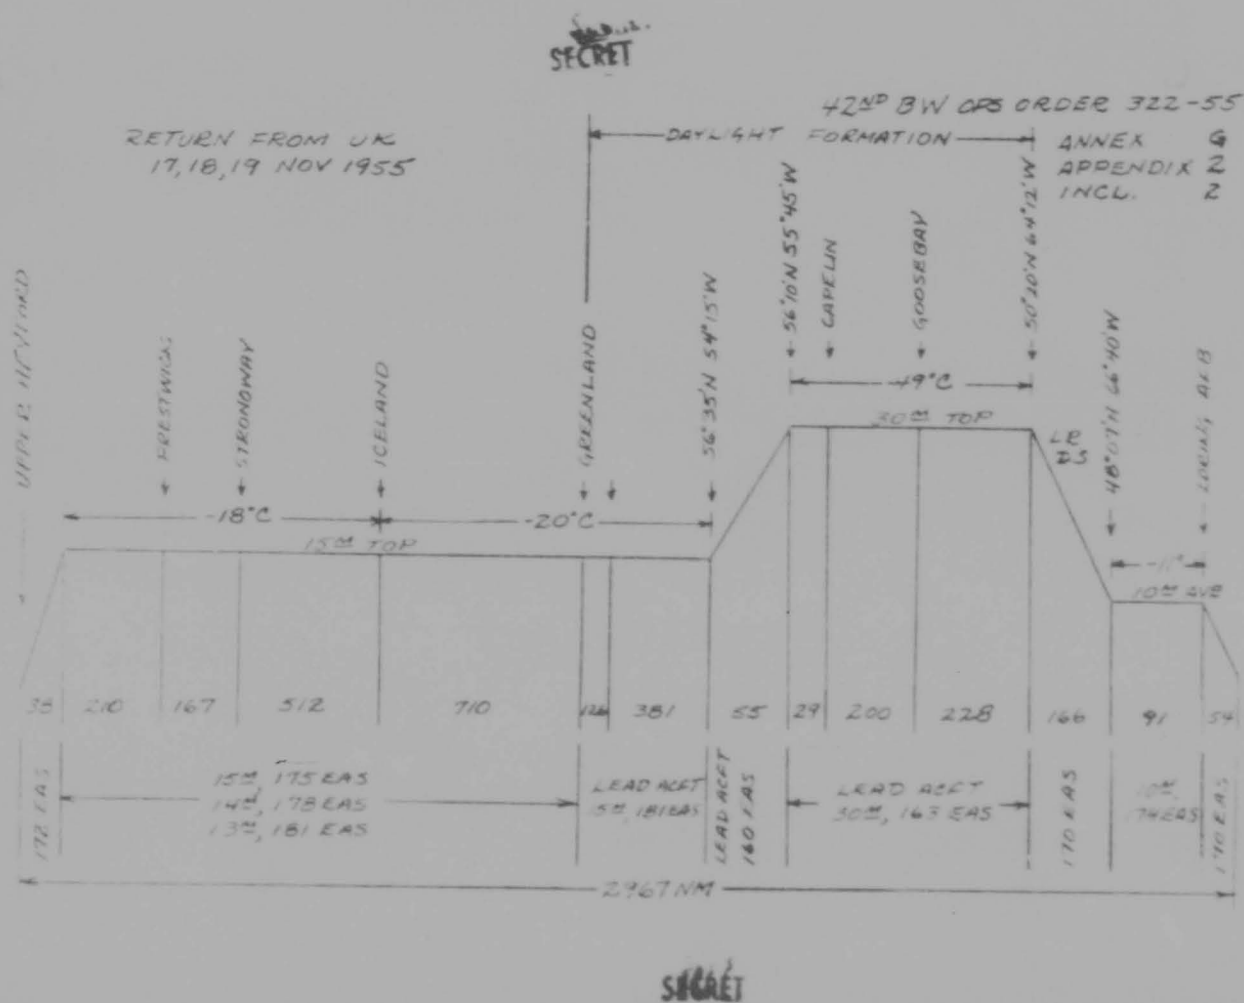 SECRET
42ND BW OPS ORDER 322-55
RETURN FROM UK
17,18,19 NOV 1955
DAYLIGHT FORMATION
ANNEX G
APPENDIX 2
INCL. 2
UPPER HEYFORD
PRESTWICK
STRONOWAY
ICELAND
GREENLAND
56°35'N 54°15'W
56°10'N 55°45'W
CAPELIN
GOOSEBAY
50°20'N 64°12'W
48°07'N 66°40'W
LORING AFB
-49°C
30M TOP
-18°C
-20°C
15M TOP
-11°
10M AVE
38 210 167 512 710 126 381 55 29 200 228 166 91 54
172 EAS
15M, 175 EAS
14M, 178 EAS
13M, 181 EAS
LEAD ACFT
15M, 181 EAS
LEAD ACFT
160 EAS
LEAD ACFT
30M, 163 EAS
170 EAS
10M,
174 EAS
170 EAS
2967 NM
SECRET